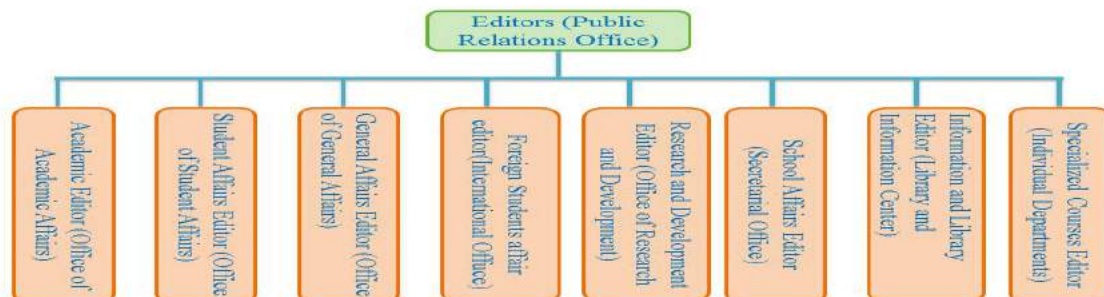 Editors (Public
Relations Office)
Academic Editor (Office of
Academic Affairs)
Student Affairs Editor (Office
of Student Affairs)
General Affairs Editor (Office
of General Affairs)
Foreign Students affair
editor(International Offiuce)
Research and Development
Editor (Office of Research
and Development)
School Affairs Editor
(Secretarial Office)
Information and Library
Editor (Library and
Information Center)
Specialized Courses Editor
(Individual Departments)